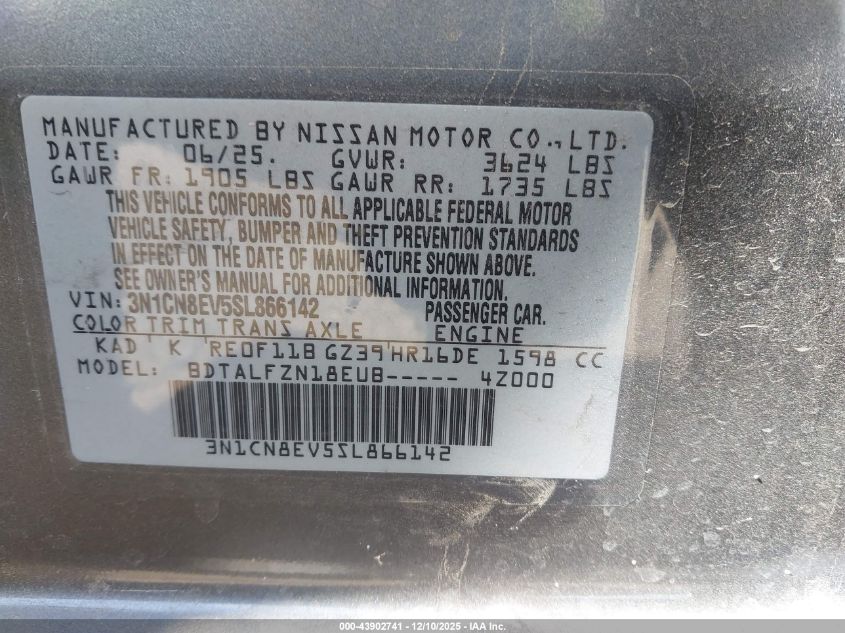 MANUFACTURED BY NISSAN MOTOR CO., LTD.
DATE: 06/25. GVWR: 3624 LBS
GAWR FR: 1905 LBS GAWR RR: 1735 LBS
THIS VEHICLE CONFORMS TO ALL APPLICABLE FEDERAL MOTOR
VEHICLE SAFETY, BUMPER AND THEFT PREVENTION STANDARDS
IN EFFECT ON THE DATE OF MANUFACTURE SHOWN ABOVE.
SEE OWNER'S MANUAL FOR ADDITIONAL INFORMATION.
VIN: 3N1CN8EV5SL866142 PASSENGER CAR.
COLOR TRIM TRANS AXLE ENGINE
KAD K RE0F11B GZ39 HR16DE 1598 CC
MODEL: BDTALFZN18EUB----- 4Z000
3N1CN8EV5SL866142
000-43902741 - 12/10/2025 - IAA Inc.